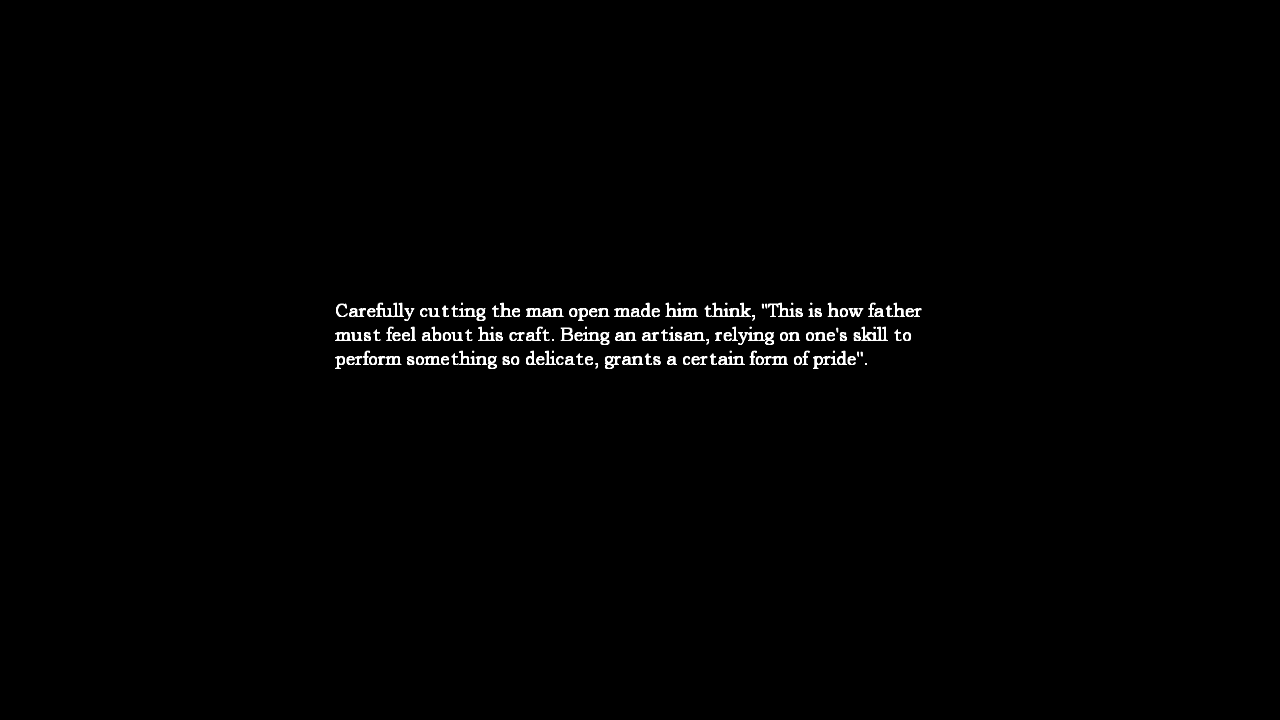 Carefully cutting the man open made him think, "This is how father
must feel about his craft. Being an artisan, relying on one's skill to
perform something so delicate, grants a certain form of pride".